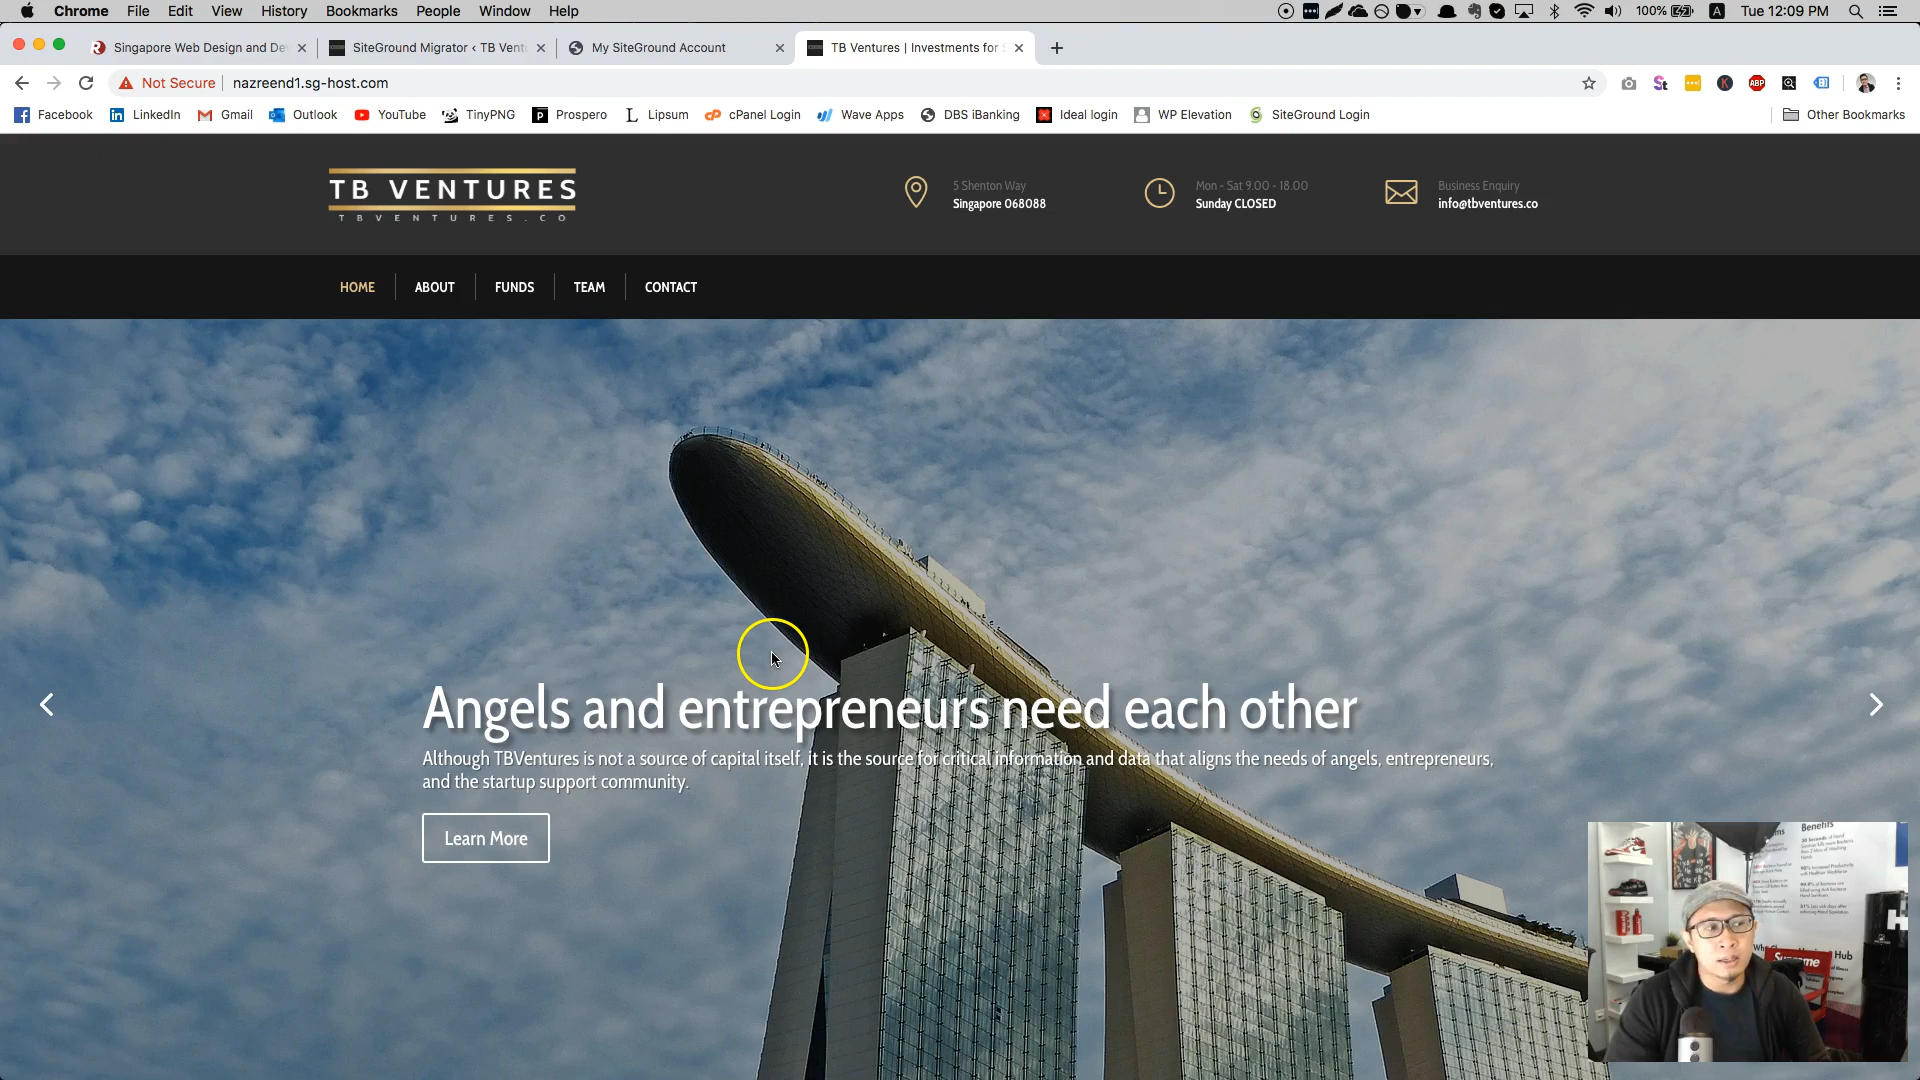 Chrome File Edit View History Bookmarks People Window Help
100% A Tue 12:09 PM
Singapore Web Design and De
SiteGround Migrator ‹ TB Vent
My SiteGround Account
TB Ventures | Investments for
Not Secure
nazreend1.sg-host.com
St K ABP
Facebook LinkedIn Gmail Outlook YouTube TinyPNG Prospero Lipsum cPanel Login Wave Apps DBS iBanking Ideal login WP Elevation SiteGround Login Other Bookmarks
TB VENTURES
TBVENTURES.CO
5 Shenton Way
Singapore 068088
Mon - Sat 9.00 - 18.00
Sunday CLOSED
Business Enquiry
info@tbventures.co
HOME ABOUT FUNDS TEAM CONTACT
Angels and entrepreneurs need each other
Although TBVentures is not a source of capital itself, it is the source for critical information and data that aligns the needs of angels, entrepreneurs,
and the startup support community.
Learn More
Benefits
Hub
Supreme